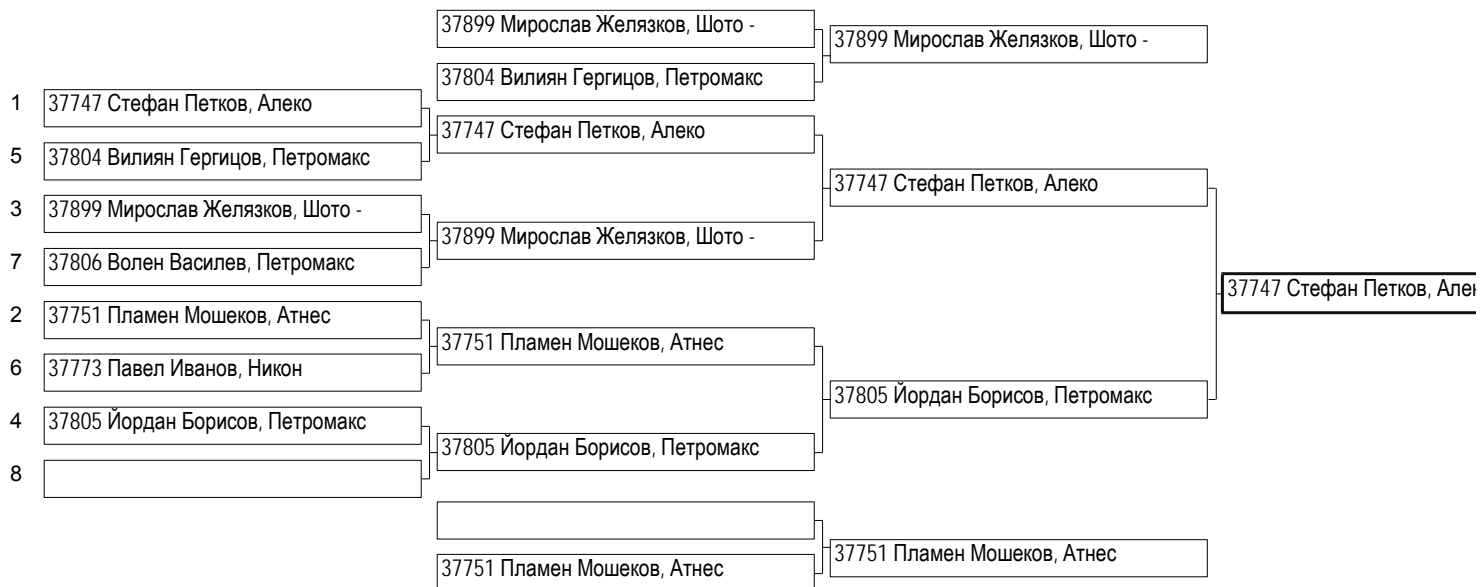 37899 Мирослав Желязков, Шото -
37899 Мирослав Желязков, Шото -
37804 Вилиян Гергицов, Петромакс
1 37747 Стефан Петков, Алеко
37747 Стефан Петков, Алеко
5 37804 Вилиян Гергицов, Петромакс
37747 Стефан Петков, Алеко
3 37899 Мирослав Желязков, Шото -
37899 Мирослав Желязков, Шото -
7 37806 Волен Василев, Петромакс
37747 Стефан Петков, Але
2 37751 Пламен Мошеков, Атнес
37751 Пламен Мошеков, Атнес
6 37773 Павел Иванов, Никон
37805 Йордан Борисов, Петромакс
4 37805 Йордан Борисов, Петромакс
37805 Йордан Борисов, Петромакс
8
37751 Пламен Мошеков, Атнес
37751 Пламен Мошеков, Атнес